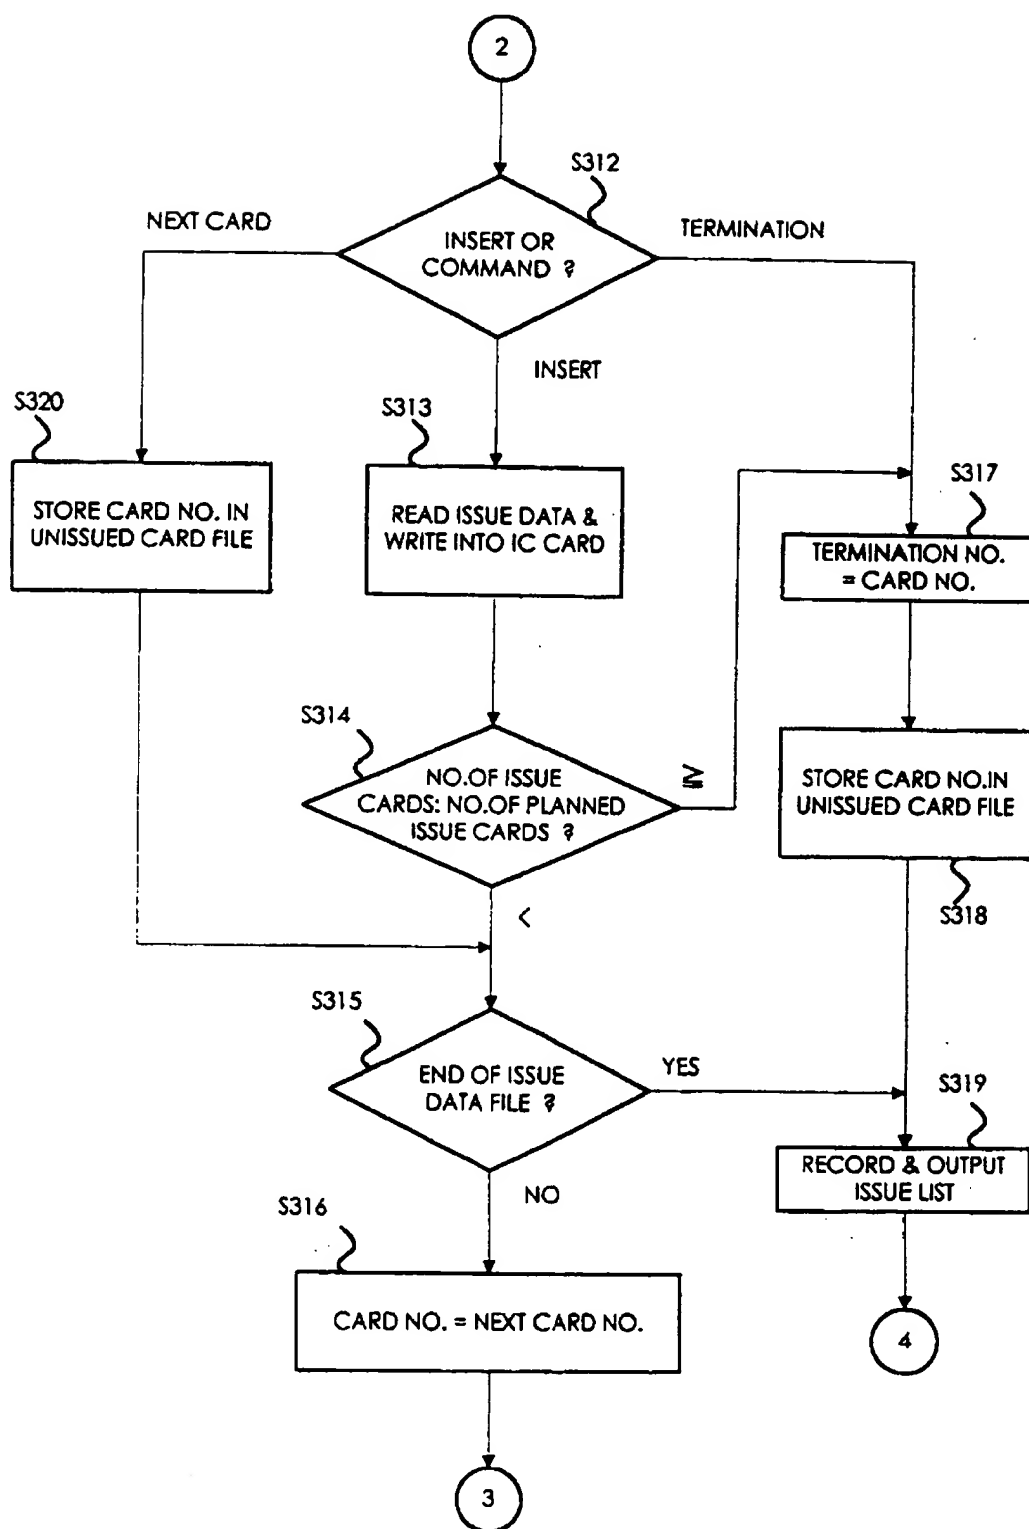 2
S312
NEXT CARD
TERMINATION
INSERT OR
COMMAND ?
INSERT
S320
S313
S317
STORE CARD NO. IN
UNISSUED CARD FILE
READ ISSUE DATA &
WRITE INTO IC CARD
TERMINATION NO.
= CARD NO.
S314
NO.OF ISSUE
CARDS: NO.OF PLANNED
ISSUE CARDS ?
≧
STORE CARD NO.IN
UNISSUED CARD FILE
S318
<
S315
END OF ISSUE
DATA FILE ?
YES
S319
RECORD & OUTPUT
ISSUE LIST
NO
S316
CARD NO. = NEXT CARD NO.
4
3